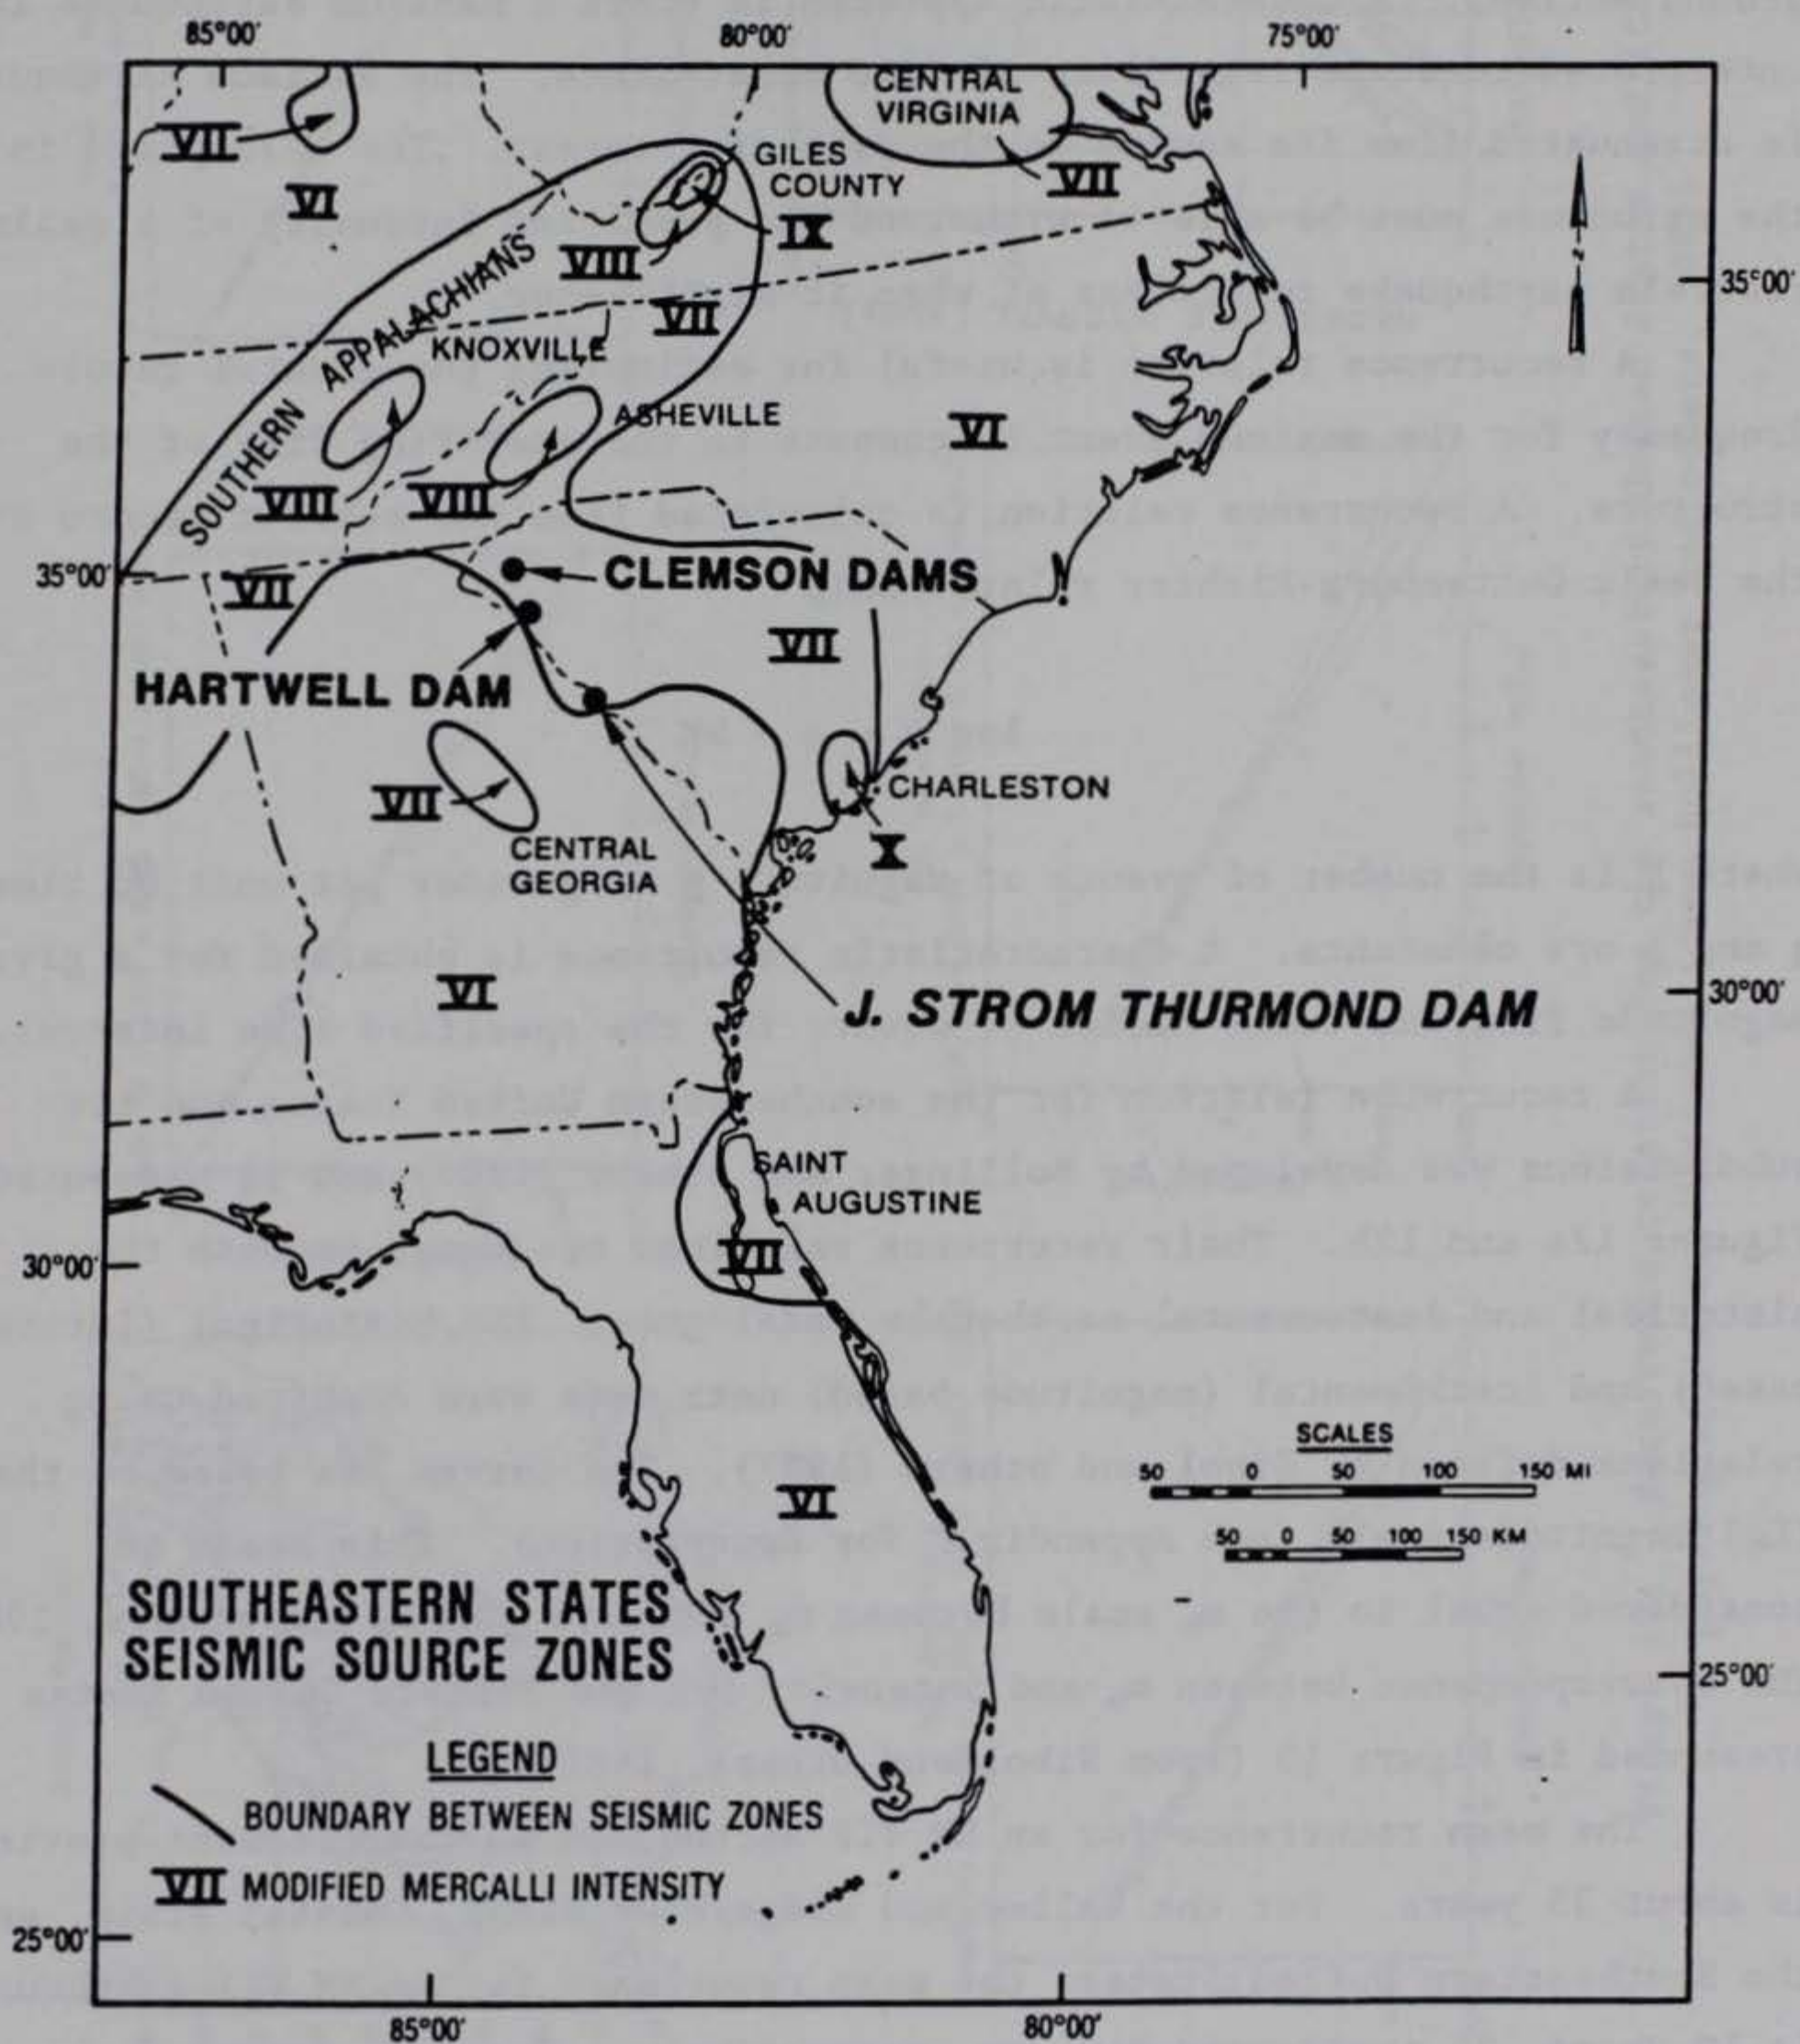 85°00'
80°00'
75°00'
CENTRAL
VIRGINIA
VII
VI
GILES
COUNTY
VII
IX
VIII
35°00'
SOUTHERN APPALACHIANS
VII
KNOXVILLE
ASHEVILLE
VI
VIII
VIII
35°00'
VII
CLEMSON DAMS
VII
HARTWELL DAM
VII
CHARLESTON
X
CENTRAL
GEORGIA
VI
J. STROM THURMOND DAM
30°00'
SAINT
AUGUSTINE
VII
30°00'
SCALES
50 0 50 100 150 MI
50 0 50 100 150 KM
VI
SOUTHEASTERN STATES
SEISMIC SOURCE ZONES
25°00'
LEGEND
BOUNDARY BETWEEN SEISMIC ZONES
VII MODIFIED MERCALLI INTENSITY
25°00'
85°00'
80°00'